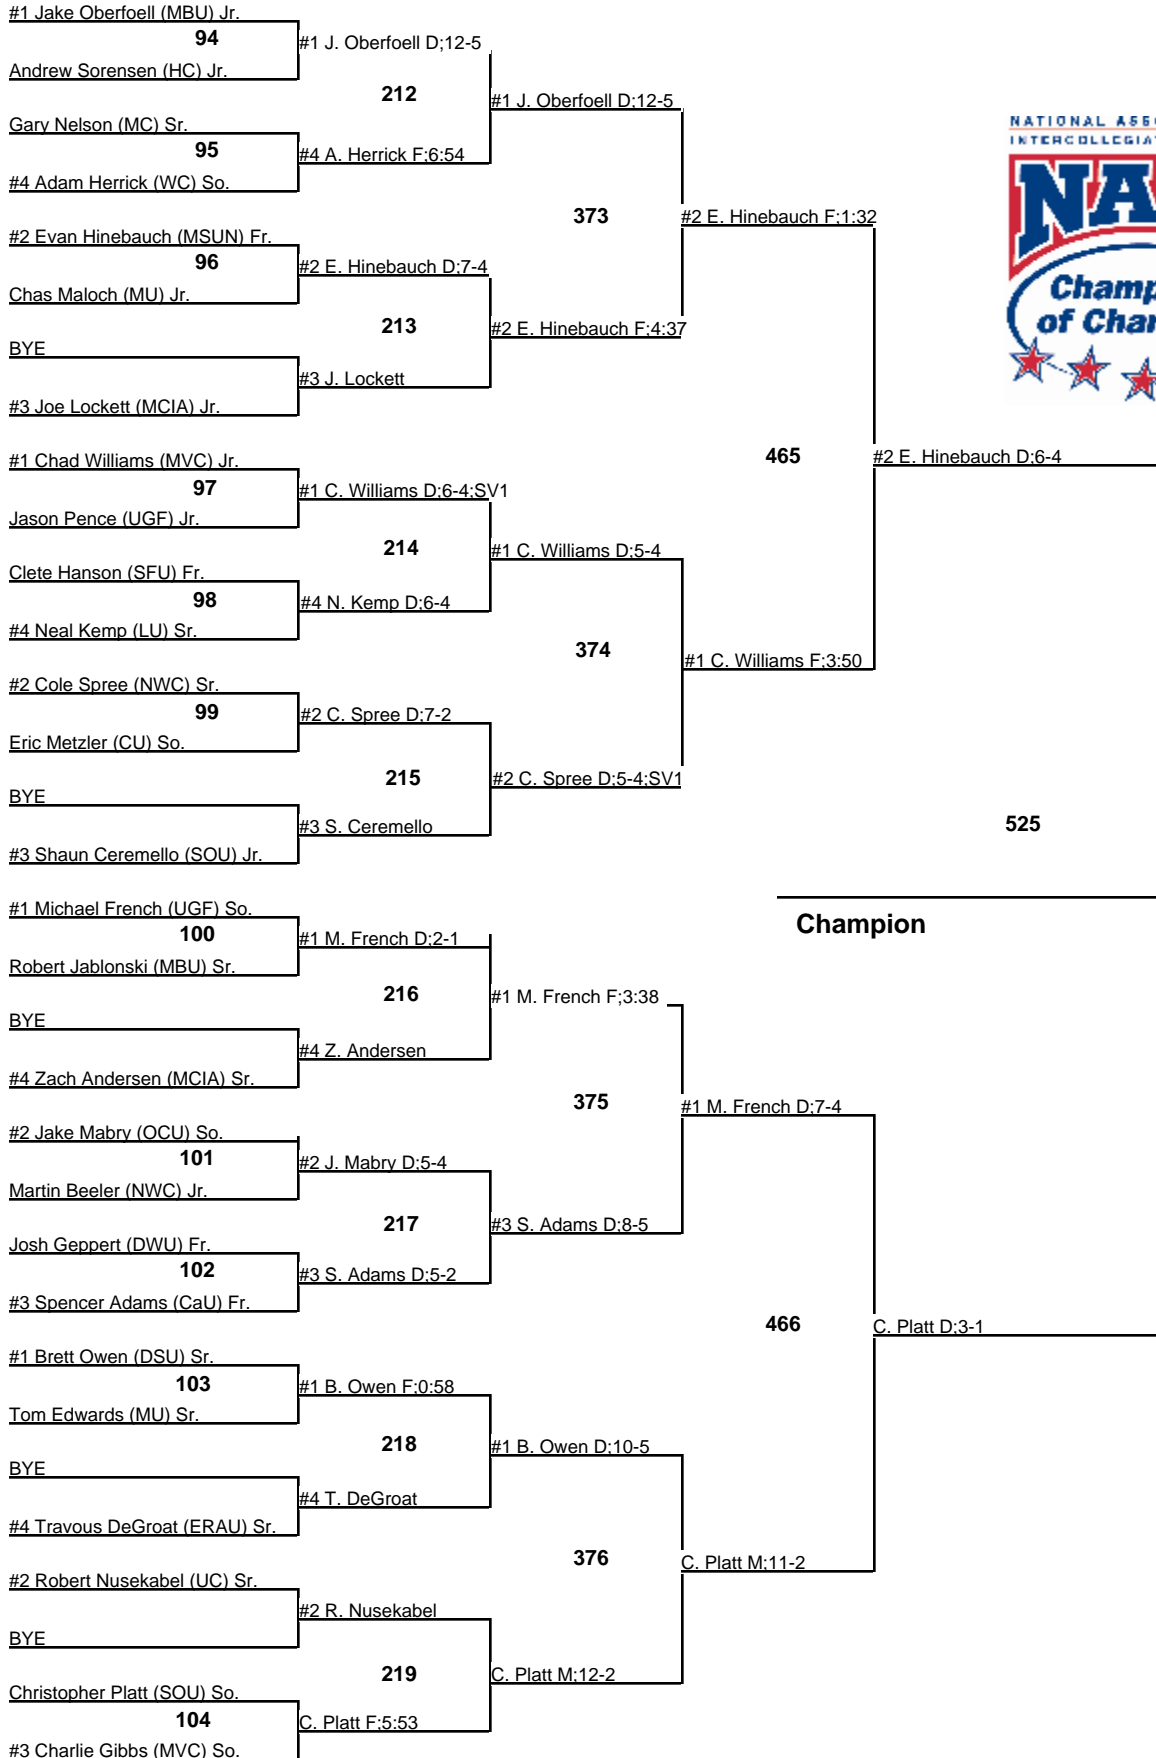 #1 Jake Oberfoell (MBU) Jr.
94
#1 J. Oberfoell D;12-5
Andrew Sorensen (HC) Jr.
212
#1 J. Oberfoell D;12-5
Gary Nelson (MC) Sr.
95
#4 A. Herrick F;6:54
#4 Adam Herrick (WC) So.
373
#2 E. Hinebauch F;1:32
#2 Evan Hinebauch (MSUN) Fr.
96
#2 E. Hinebauch D;7-4
Chas Maloch (MU) Jr.
213
#2 E. Hinebauch F;4:37
BYE
#3 J. Lockett
#3 Joe Lockett (MCIA) Jr.
465
#2 E. Hinebauch D;6-4
#1 Chad Williams (MVC) Jr.
97
#1 C. Williams D;6-4;SV1
Jason Pence (UGF) Jr.
214
#1 C. Williams D;5-4
Clete Hanson (SFU) Fr.
98
#4 N. Kemp D;6-4
#4 Neal Kemp (LU) Sr.
374
#1 C. Williams F;3:50
#2 Cole Spree (NWC) Sr.
99
#2 C. Spree D;7-2
Eric Metzler (CU) So.
215
#2 C. Spree D;5-4;SV1
BYE
#3 S. Ceremello
#3 Shaun Ceremello (SOU) Jr.
525
Champion
#1 Michael French (UGF) So.
100
#1 M. French D;2-1
Robert Jablonski (MBU) Sr.
216
#1 M. French F;3:38
BYE
#4 Z. Andersen
#4 Zach Andersen (MCIA) Sr.
375
#1 M. French D;7-4
#2 Jake Mabry (OCU) So.
101
#2 J. Mabry D;5-4
Martin Beeler (NWC) Jr.
217
#3 S. Adams D;8-5
Josh Geppert (DWU) Fr.
102
#3 S. Adams D;5-2
#3 Spencer Adams (CaU) Fr.
466
C. Platt D;3-1
#1 Brett Owen (DSU) Sr.
103
#1 B. Owen F;0:58
Tom Edwards (MU) Sr.
218
#1 B. Owen D;10-5
BYE
#4 T. DeGroat
#4 Travous DeGroat (ERAU) Sr.
376
C. Platt M;11-2
#2 Robert Nusekabel (UC) Sr.
#2 R. Nusekabel
BYE
219
C. Platt M;12-2
Christopher Platt (SOU) So.
104
C. Platt F;5:53
#3 Charlie Gibbs (MVC) So.
NATIONAL ASS
INTERCOLLEGIA
NA
Champ
of Char